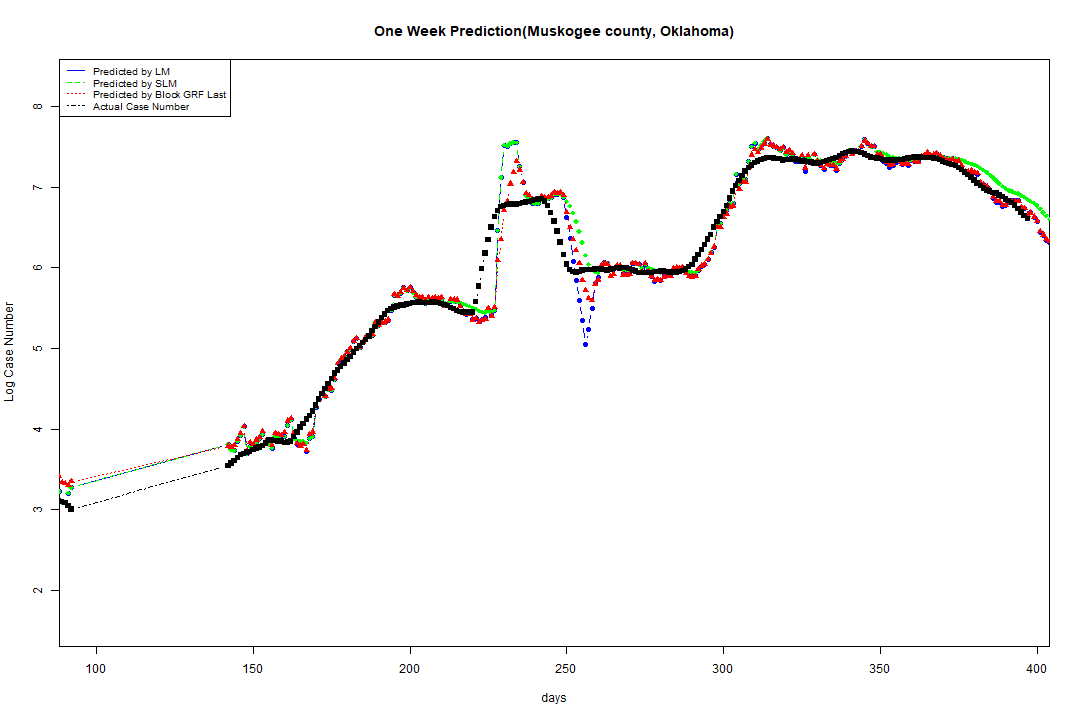 One Week Prediction(Muskogee county, Oklahoma)
Predicted by LM
Predicted by SLM
Predicted by Block GRF Last
Actual Case Number
8
7
6
5
4
3
2
Log Case Number
100 150 200 250 300 350 400
days